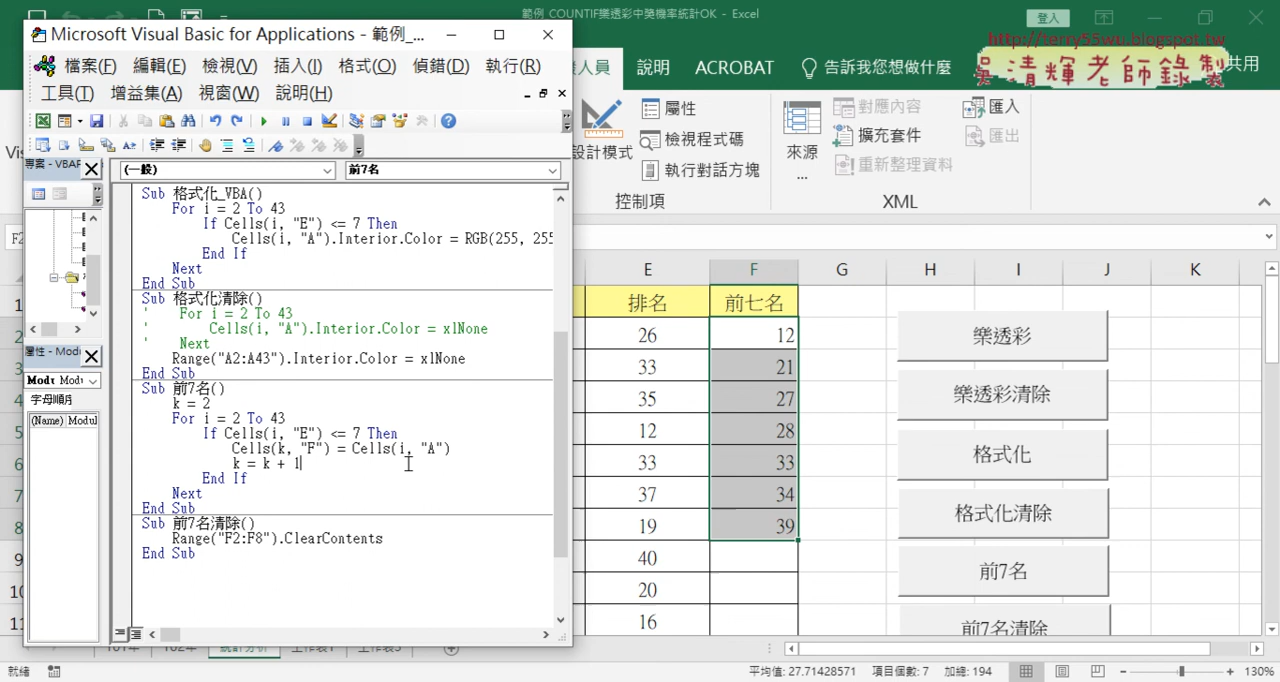 範例_COUNTIF樂透彩中獎機率統計OK - Excel
登入
http://terry55wu.blogspot.tw
吳清輝老師錄製
共用
Microsoft Visual Basic for Applications - 範例_...
檔案(F) 編輯(E) 檢視(V) 插入(I) 格式(O) 偵錯(D) 執行(R)
工具(T) 增益集(A) 視窗(W) 說明(H)
說明 ACROBAT 告訴我您想做什麼
設計模式
屬性
檢視程式碼
執行對話方塊
控制項
來源
...
對應內容
擴充套件
重新整理資料
匯入
匯出
XML
專案 - VBAP
(一般) 前7名
Sub 格式化_VBA()
For i = 2 To 43
If Cells(i, "E") <= 7 Then
Cells(i, "A").Interior.Color = RGB(255, 255
End If
Next
End Sub
Sub 格式化清除()
' For i = 2 To 43
' Cells(i, "A").Interior.Color = xlNone
' Next
Range("A2:A43").Interior.Color = xlNone
End Sub
Sub 前7名()
k = 2
For i = 2 To 43
If Cells(i, "E") <= 7 Then
Cells(k, "F") = Cells(i, "A")
k = k + 1
End If
Next
End Sub
Sub 前7名清除()
Range("F2:F8").ClearContents
End Sub
屬性 - Modu
Modu Modu
字母順序
(Name) Modul
E F G H I J K
排名 前七名
26 12
33 21
35 27
12 28
33 33
37 34
19 39
40
20
16
樂透彩
樂透彩清除
格式化
格式化清除
前7名
前7名清除
統計分析
就緒
平均值: 27.71428571 項目個數: 7 加總: 194
130%